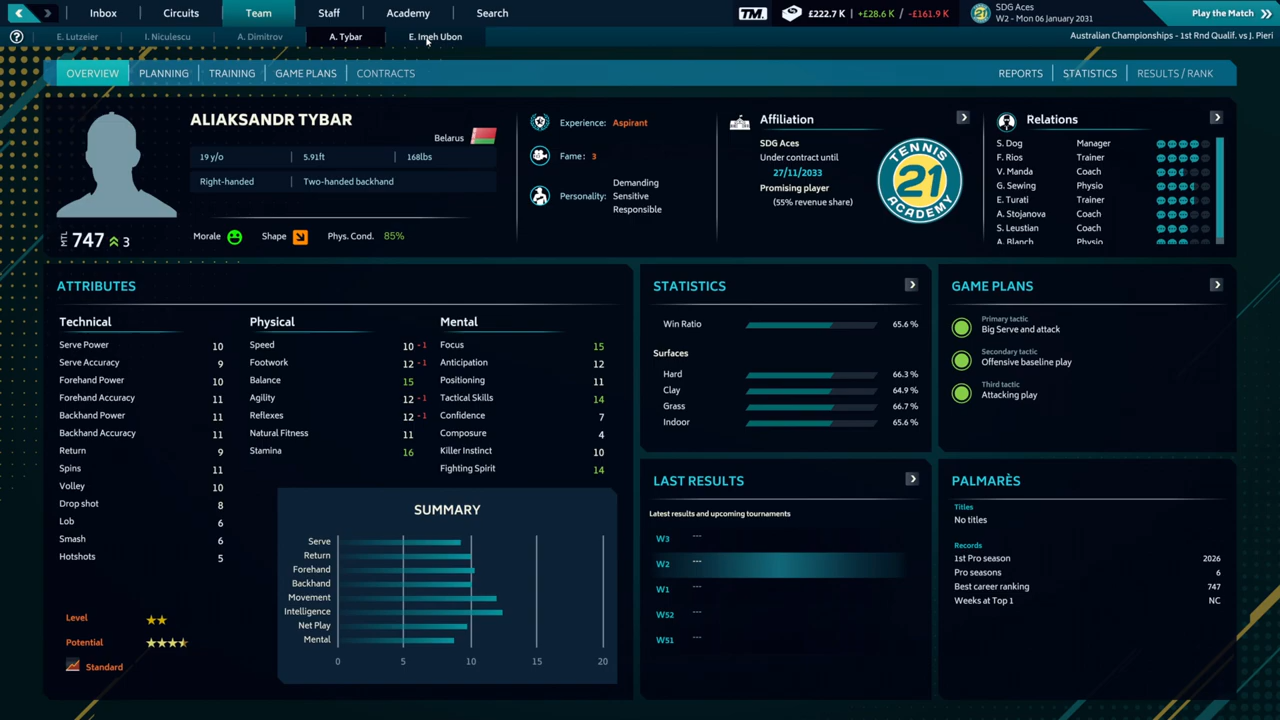 Inbox
Circuits
Team
Staff
Academy
Search
TM.
£222.7 K | +£28.6 K / -£161.9 K
21
SDG Aces
W2 - Mon 06 January 2031
Play the Match
E. Lutzeier
I. Niculescu
A. Dimitrov
A. Tybar
E. Imeh Ubon
Australian Championships - 1st Rnd Qualif. vs J. Pieri
OVERVIEW
PLANNING
TRAINING
GAME PLANS
CONTRACTS
REPORTS
STATISTICS
RESULTS / RANK
ALIAKSANDR TYBAR
Belarus
19 y/o
5.91ft
168lbs
Right-handed
Two-handed backhand
MTL 747 3
Morale
Shape
Phys. Cond. 85%
Experience: Aspirant
Fame: 3
Personality:
Demanding
Sensitive
Responsible
Affiliation
SDG Aces
Under contract until
27/11/2033
Promising player
(55% revenue share)
TENNIS
21
ACADEMY
Relations
S. Dog Manager
F. Rios Trainer
V. Manda Coach
G. Sewing Physio
E. Turati Trainer
A. Stojanova Coach
S. Leustian Coach
A. Blanch Physio
ATTRIBUTES
Technical
Serve Power 10
Serve Accuracy 9
Forehand Power 10
Forehand Accuracy 11
Backhand Power 11
Backhand Accuracy 11
Return 9
Spins 11
Volley 10
Drop shot 8
Lob 6
Smash 6
Hotshots 5
Physical
Speed 10 -1
Footwork 12 -1
Balance 15
Agility 12 -1
Reflexes 12 -1
Natural Fitness 11
Stamina 16
Mental
Focus 15
Anticipation 12
Positioning 11
Tactical Skills 14
Confidence 7
Composure 4
Killer Instinct 10
Fighting Spirit 14
Level
Potential
Standard
SUMMARY
Serve
Return
Forehand
Backhand
Movement
Intelligence
Net Play
Mental
0 5 10 15 20
STATISTICS
Win Ratio 65.6 %
Surfaces
Hard 66.3 %
Clay 64.9 %
Grass 66.7 %
Indoor 65.6 %
GAME PLANS
Primary tactic
Big Serve and attack
Secondary tactic
Offensive baseline play
Third tactic
Attacking play
LAST RESULTS
Latest results and upcoming tournaments
W3 ---
W2 ---
W1 ---
W52 ---
W51 ---
PALMARÈS
Titles
No titles
Records
1st Pro season 2026
Pro seasons 6
Best career ranking 747
Weeks at Top 1 NC